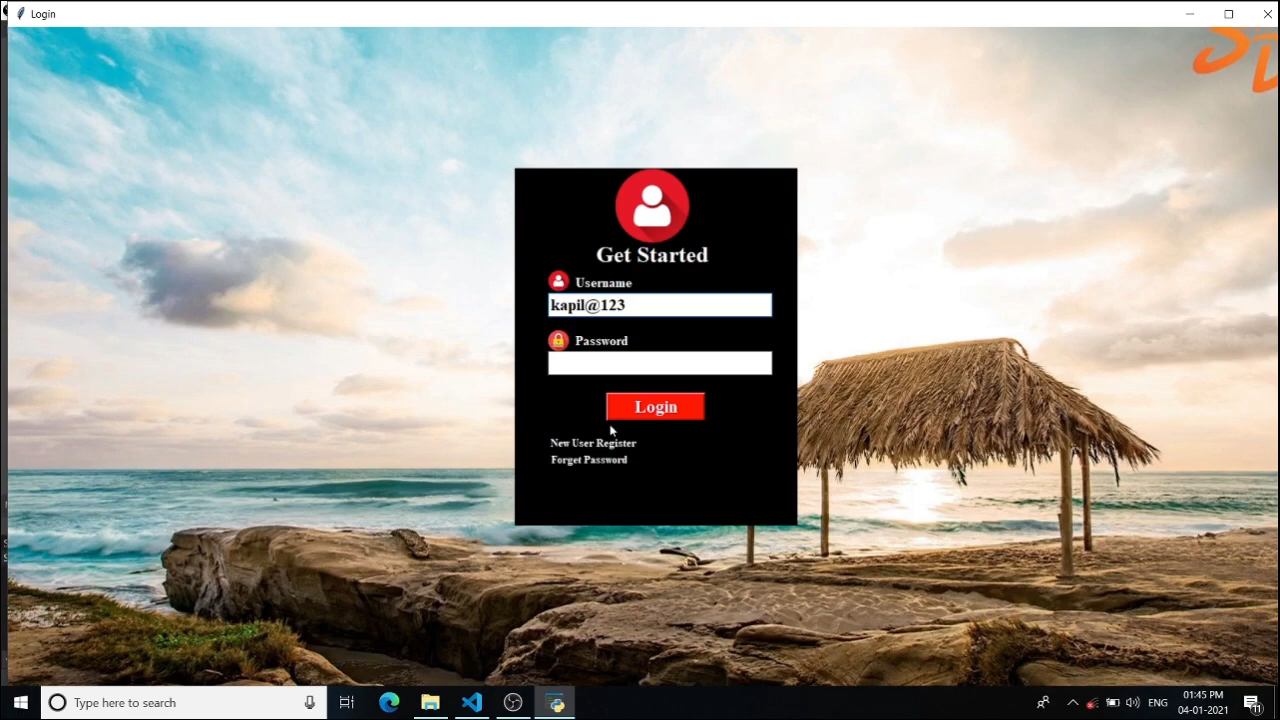 Login
Get Started
Username
kapil@123
Password
Login
New User Register
Forget Password
Type here to search
ENG
01:45 PM
04-01-2021
11